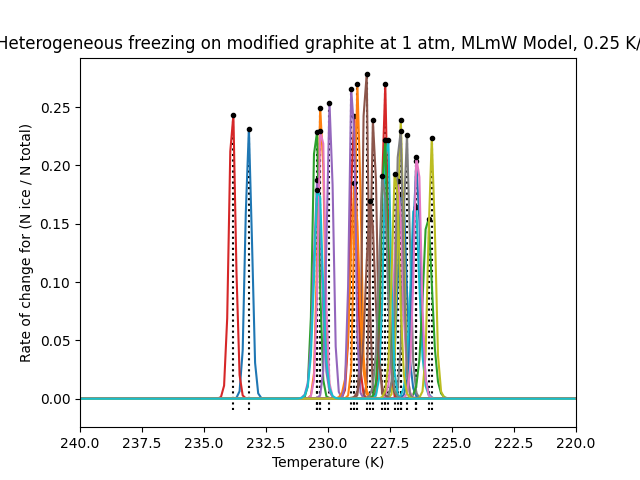 Heterogeneous freezing on modified graphite at 1 atm, MLmW Model, 0.25 K/
Rate of change for (N ice / N total)
0.25
0.20
0.15
0.10
0.05
0.00
240.0 237.5 235.0 232.5 230.0 227.5 225.0 222.5 220.0
Temperature (K)